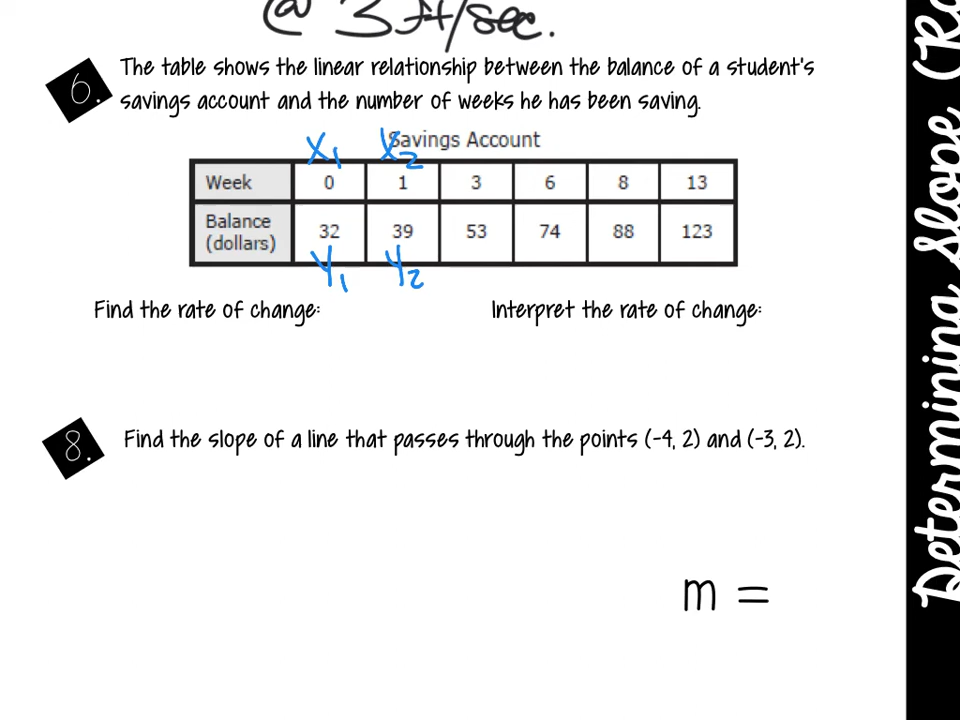 @ 3 ft/sec.
6.
The table shows the linear relationship between the balance of a student's
savings account and the number of weeks he has been saving.
X1 X2
Savings Account
Week 0 1 3 6 8 13
Balance (dollars) 32 39 53 74 88 123
Y1 Y2
Find the rate of change: Interpret the rate of change:
8.
Find the slope of a line that passes through the points (-4, 2) and (-3, 2).
m =
Determining Slope (